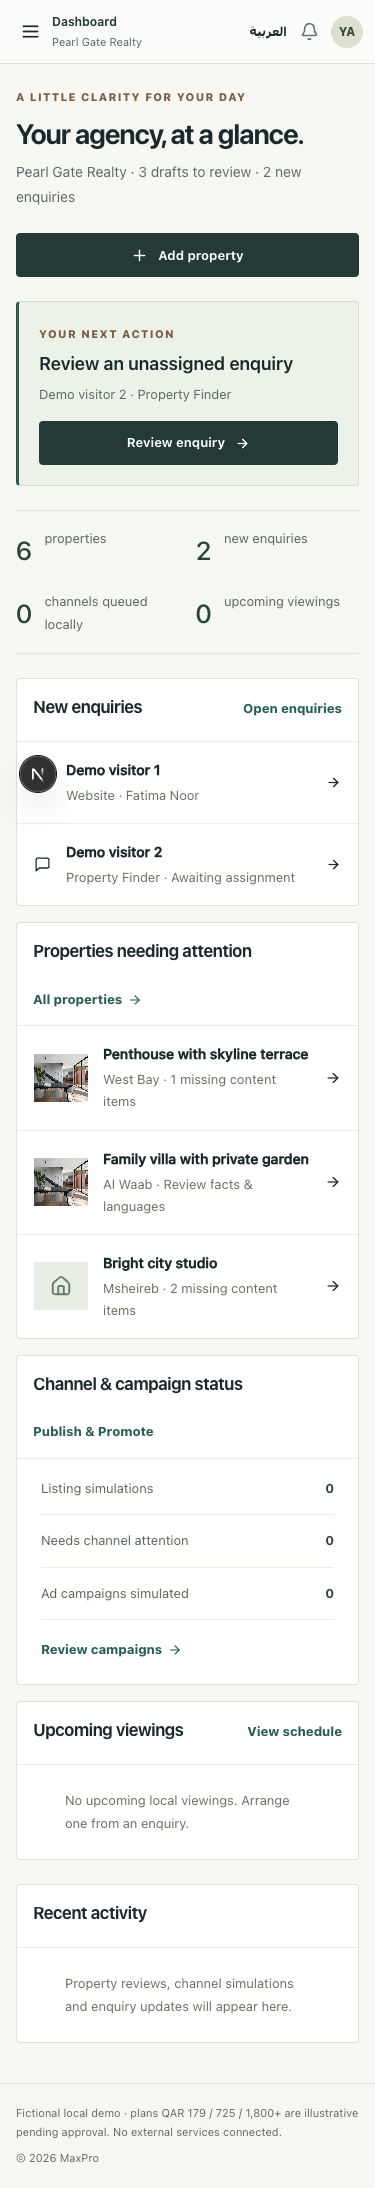 Dashboard
Pearl Gate Realty
العربية
YA
A LITTLE CLARITY FOR YOUR DAY
Your agency, at a glance.
Pearl Gate Realty · 3 drafts to review · 2 new
enquiries
Add property
YOUR NEXT ACTION
Review an unassigned enquiry
Demo visitor 2 · Property Finder
Review enquiry
6 properties
2 new enquiries
0 channels queued
locally
0 upcoming viewings
New enquiries
Open enquiries
N
Demo visitor 1
Website · Fatima Noor
Demo visitor 2
Property Finder · Awaiting assignment
Properties needing attention
All properties
Penthouse with skyline terrace
West Bay · 1 missing content
items
Family villa with private garden
Al Waab · Review facts &
languages
Bright city studio
Msheireb · 2 missing content
items
Channel & campaign status
Publish & Promote
Listing simulations 0
Needs channel attention 0
Ad campaigns simulated 0
Review campaigns
Upcoming viewings
View schedule
No upcoming local viewings. Arrange
one from an enquiry.
Recent activity
Property reviews, channel simulations
and enquiry updates will appear here.
Fictional local demo · plans QAR 179 / 725 / 1,800+ are illustrative
pending approval. No external services connected.
© 2026 MaxPro